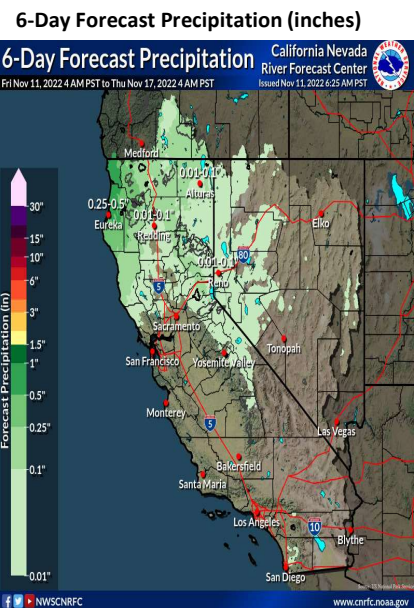 6-Day Forecast Precipitation (inches)
6-Day Forecast Precipitation
California Nevada
River Forecast Center
Fri Nov 11, 2022 4 AM PST to Thu Nov 17, 2022 4 AM PST
Issued Nov 11, 2022 6:25 AM PST
Medford
0.01-0.1"
Alturas
0.25-0.5"
Eureka
0.01-0.1"
Redding
Elko
80
0.01-0.1"
Reno
5
Sacramento
San Francisco
Yosemite Valley
Tonopah
Monterey
5
Las Vegas
Bakersfield
Santa Maria
Los Angeles
10
Blythe
San Diego
Forecast Precipitation (in)
30"
15"
10"
6"
3"
1.5"
1"
0.5"
0.25"
0.1"
0.01"
Source: US National Park Service
NWSCNRFC
www.cnrfc.noaa.gov